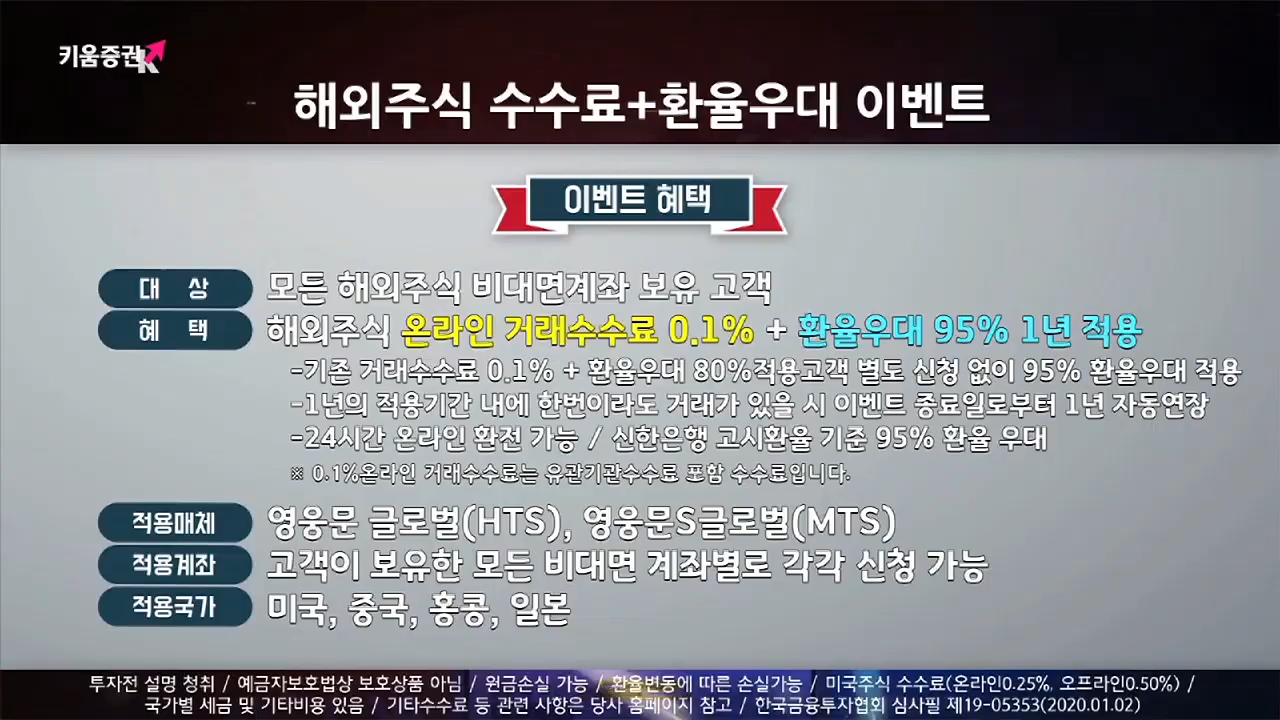 키움증권
해외주식 수수료+환율우대 이벤트
이벤트 혜택
대 상 모든 해외주식 비대면계좌 보유 고객
혜 택 해외주식 온라인 거래수수료 0.1% + 환율우대 95% 1년 적용
-기존 거래수수료 0.1% + 환율우대 80%적용고객 별도 신청 없이 95% 환율우대 적용
-1년의 적용기간 내에 한번이라도 거래가 있을 시 이벤트 종료일로부터 1년 자동연장
-24시간 온라인 환전 가능 / 신한은행 고시환율 기준 95% 환율 우대
※ 0.1%온라인 거래수수료는 유관기관수수료 포함 수수료입니다.
적용매체 영웅문 글로벌(HTS), 영웅문S글로벌(MTS)
적용계좌 고객이 보유한 모든 비대면 계좌별로 각각 신청 가능
적용국가 미국, 중국, 홍콩, 일본
투자전 설명 청취 / 예금자보호법상 보호상품 아님 / 원금손실 가능 / 환율변동에 따른 손실가능 / 미국주식 수수료(온라인0.25%, 오프라인0.50%) /
국가별 세금 및 기타비용 있음 / 기타수수료 등 관련 사항은 당사 홈페이지 참고 / 한국금융투자협회 심사필 제19-05353(2020.01.02)